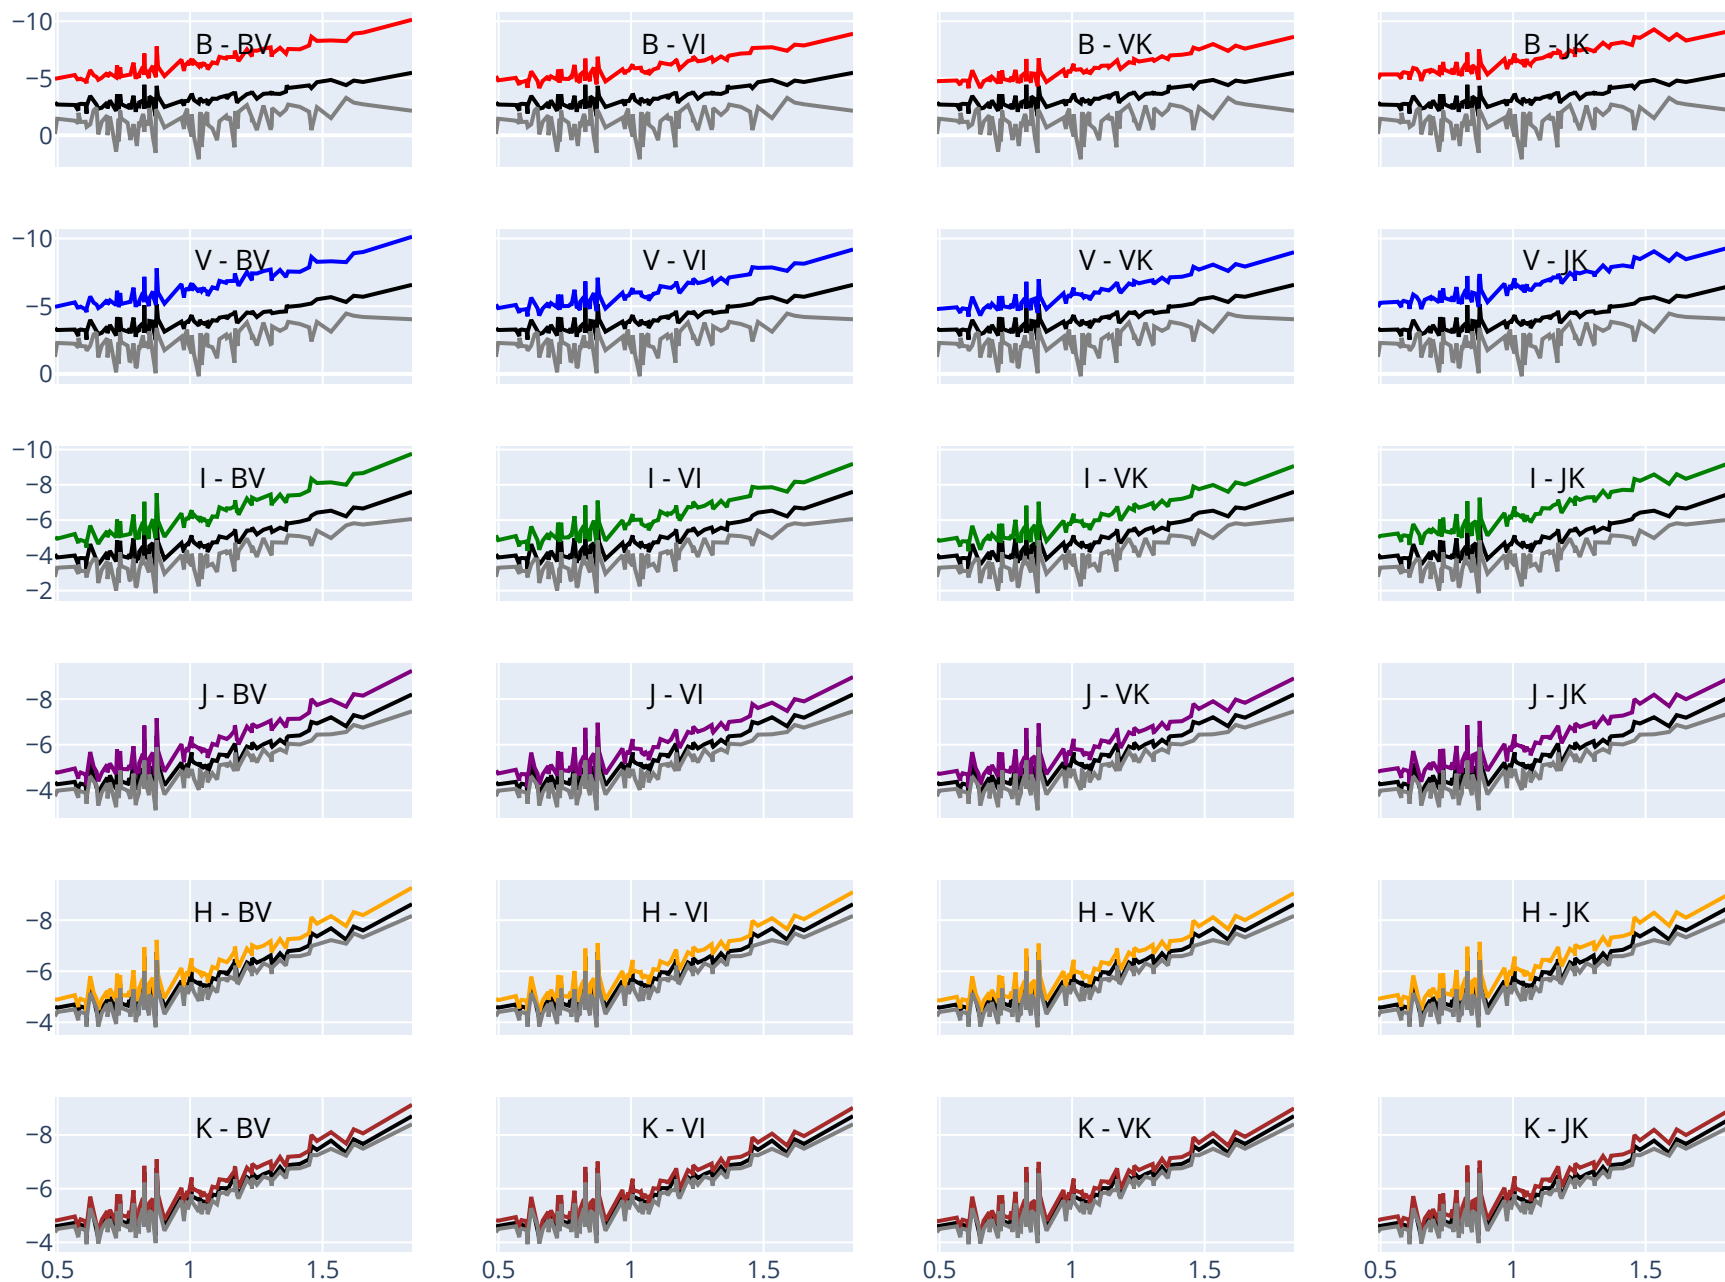 −10
−5
0
B - BV
B - VI
B - VK
B - JK
−10
−5
0
V - BV
V - VI
V - VK
V - JK
−10
−8
−6
−4
−2
I - BV
I - VI
I - VK
I - JK
−8
−6
−4
J - BV
J - VI
J - VK
J - JK
−8
−6
−4
H - BV
H - VI
H - VK
H - JK
−8
−6
−4
K - BV
K - VI
K - VK
K - JK
0.5 1 1.5
0.5 1 1.5
0.5 1 1.5
0.5 1 1.5